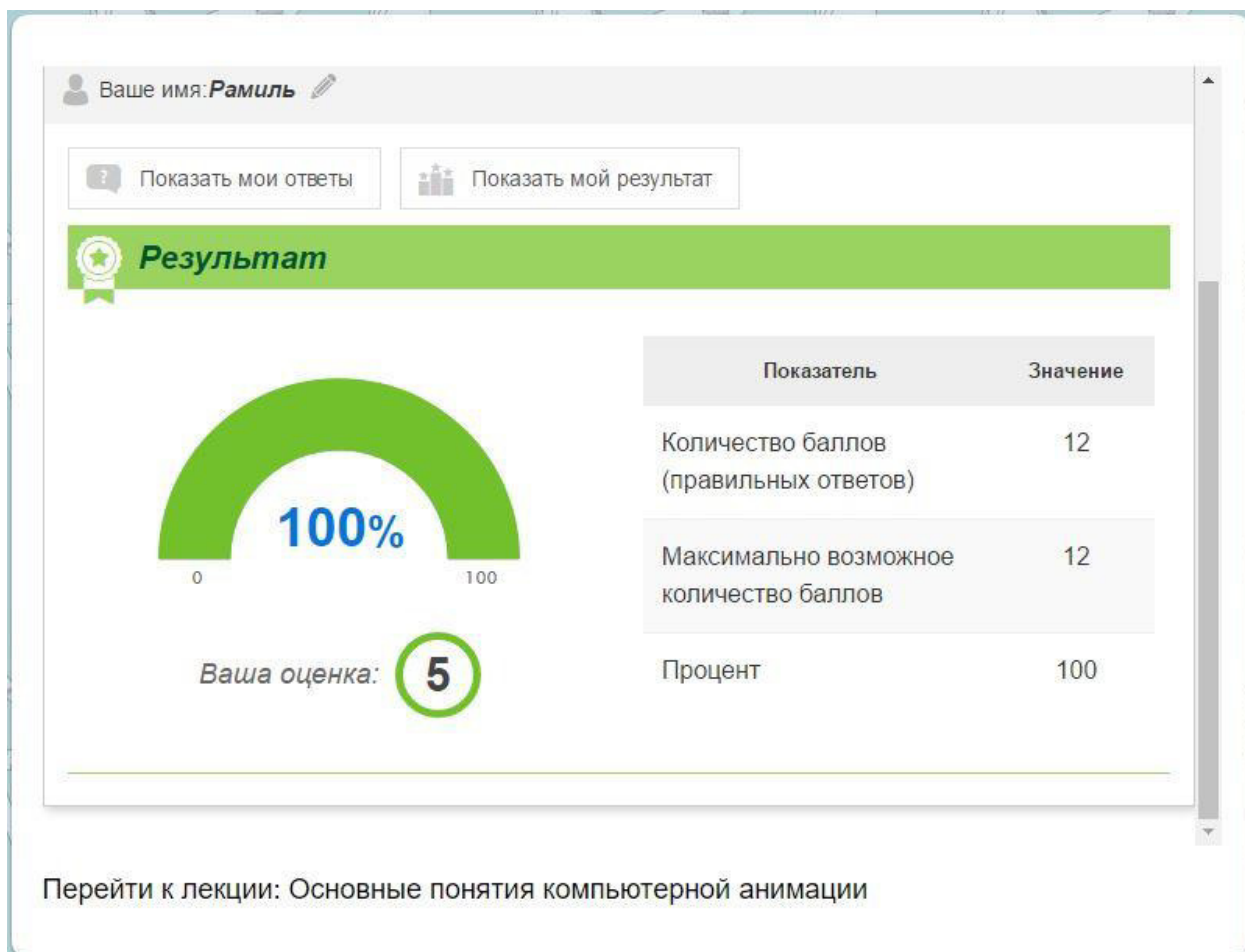 Ваше имя:Рамиль
Показать мои ответы
Показать мой результат
Результат
100%
0
100
Ваша оценка: 5
Показатель Значение
Количество баллов 12
(правильных ответов)
Максимально возможное 12
количество баллов
Процент 100
Перейти к лекции: Основные понятия компьютерной анимации